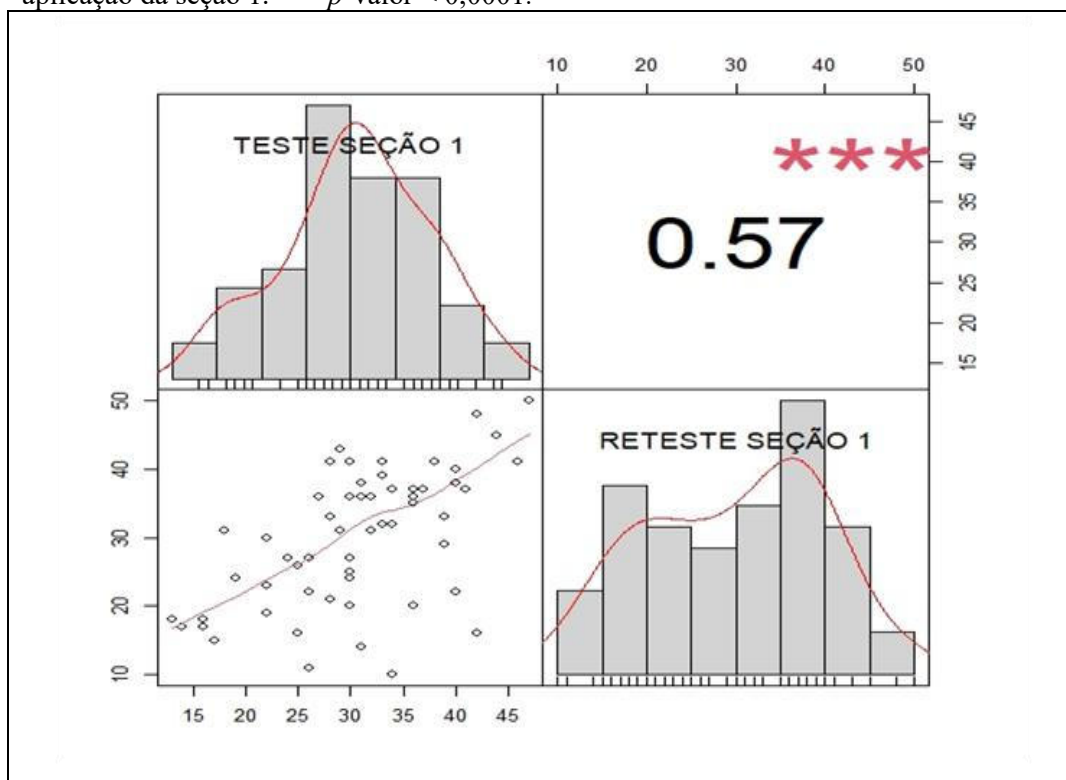 aplicação da seção 1. *** p-valor <0,0001.
10 20 30 40 50
TESTE SEÇÃO 1
***
0.57
45
40
35
30
25
20
15
RETESTE SEÇÃO 1
50
40
30
20
10
15 20 25 30 35 40 45